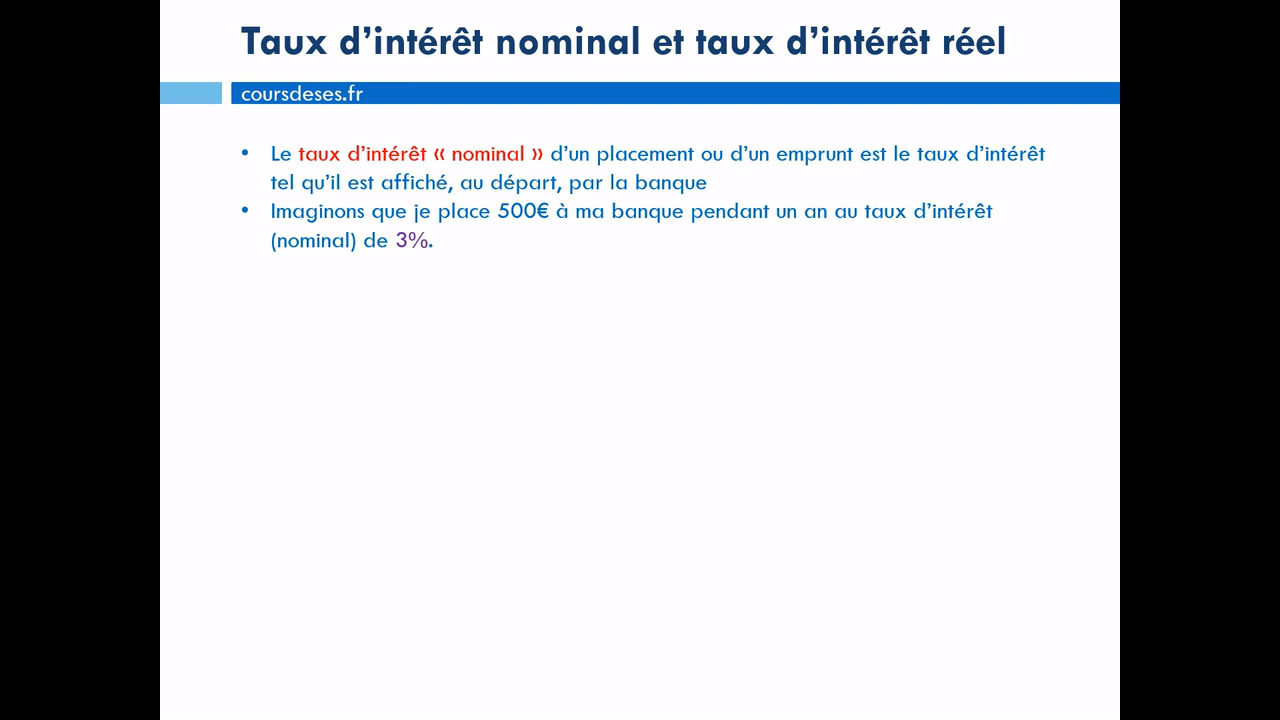 Taux d’intérêt nominal et taux d’intérêt réel
coursdeses.fr
• Le taux d’intérêt « nominal » d’un placement ou d’un emprunt est le taux d’intérêt
tel qu’il est affiché, au départ, par la banque
• Imaginons que je place 500€ à ma banque pendant un an au taux d’intérêt
(nominal) de 3%.